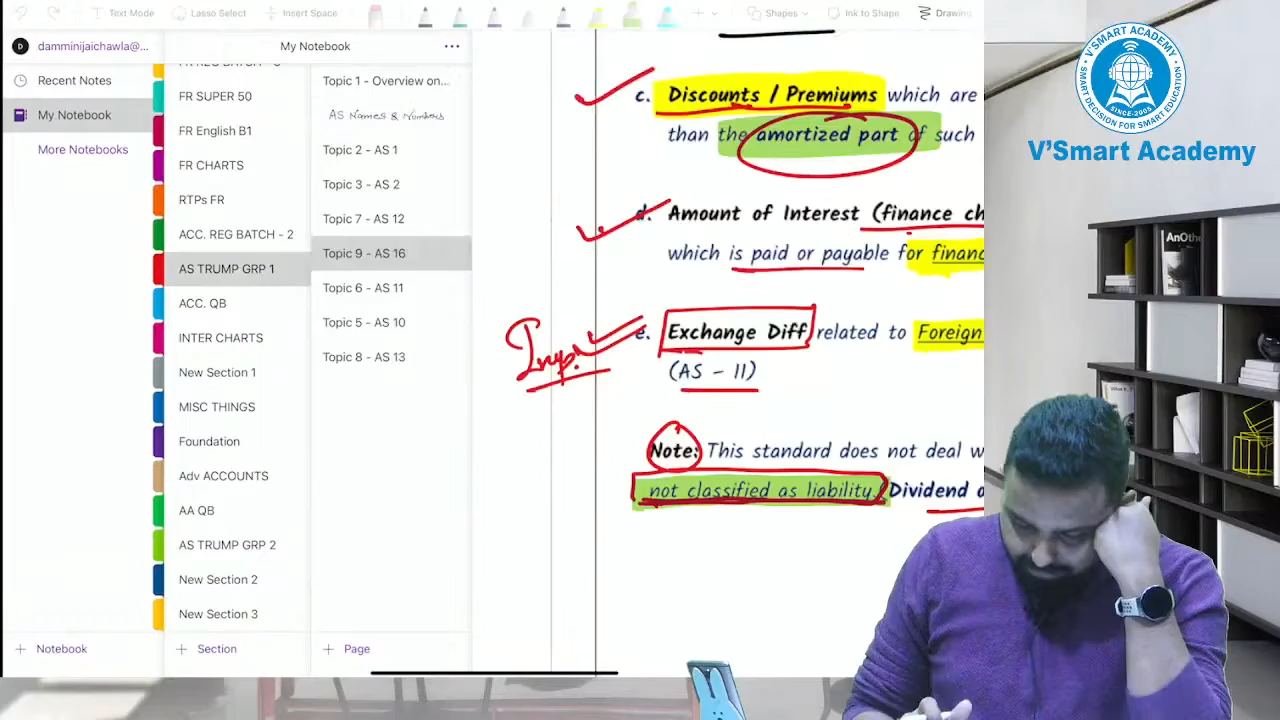 Text Mode
Lasso Select
Insert Space
Shapes
Ink to Shape
Drawing
D
damminijaichawla@...
Recent Notes
My Notebook
More Notebooks
Notebook
FR SUPER 50
FR English B1
FR CHARTS
RTPs FR
ACC. REG BATCH - 2
AS TRUMP GRP 1
ACC. QB
INTER CHARTS
New Section 1
MISC THINGS
Foundation
Adv ACCOUNTS
AA QB
AS TRUMP GRP 2
New Section 2
New Section 3
Section
My Notebook
Topic 1 - Overview on...
AS Names & Numbers
Topic 2 - AS 1
Topic 3 - AS 2
Topic 7 - AS 12
Topic 9 - AS 16
Topic 6 - AS 11
Topic 5 - AS 10
Topic 8 - AS 13
Page
c. Discounts / Premiums which are
than the amortized part of such
d. Amount of Interest (finance ch
which is paid or payable for financ
Imp.
e. Exchange Diff related to Foreign
(AS - 11)
Note: This standard does not deal w
not classified as liability. Dividend o
V'SMART ACADEMY
SINCE-2005
SMART DECISION FOR SMART EDUCATION
V'Smart Academy
AnOthe